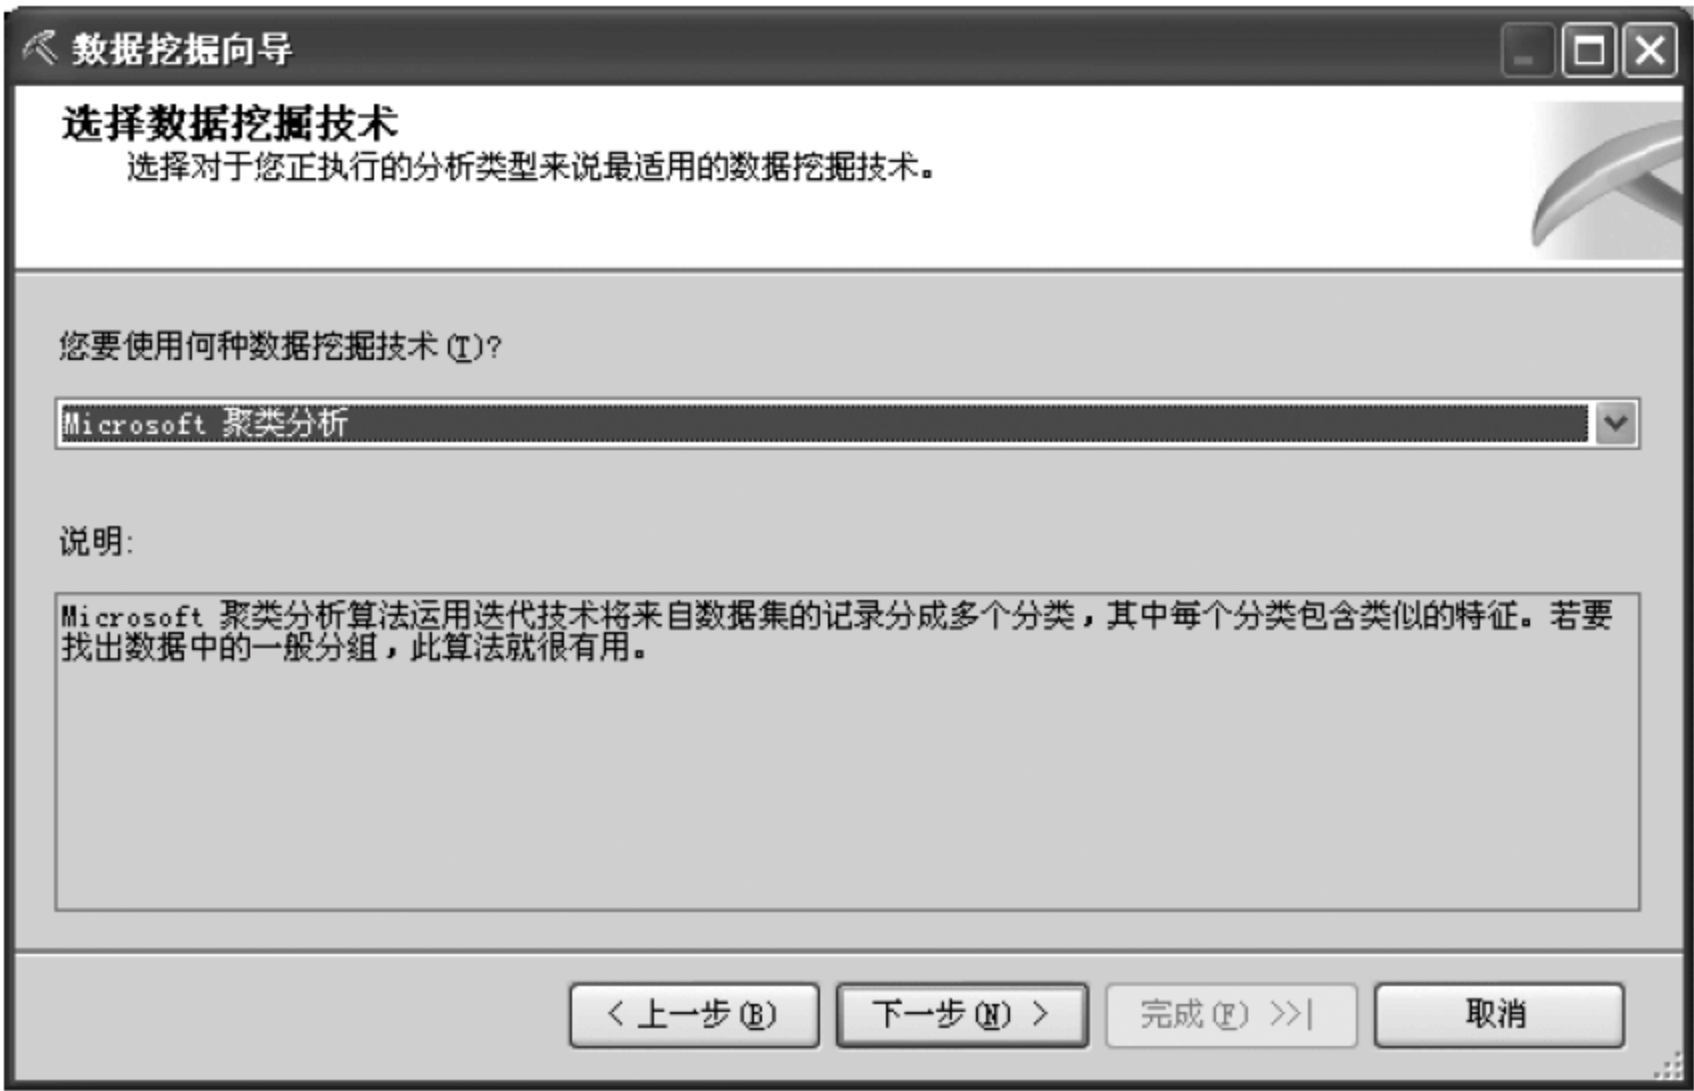 数据挖掘向导
选择数据挖掘技术
选择对于您正执行的分析类型来说最适用的数据挖掘技术。
您要使用何种数据挖掘技术(T)?
Microsoft 聚类分析
说明:
Microsoft 聚类分析算法运用迭代技术将来自数据集的记录分成多个分类，其中每个分类包含类似的特征。若要
找出数据中的一般分组，此算法就很有用。
< 上一步(B)
下一步(N) >
完成(F) >>|
取消